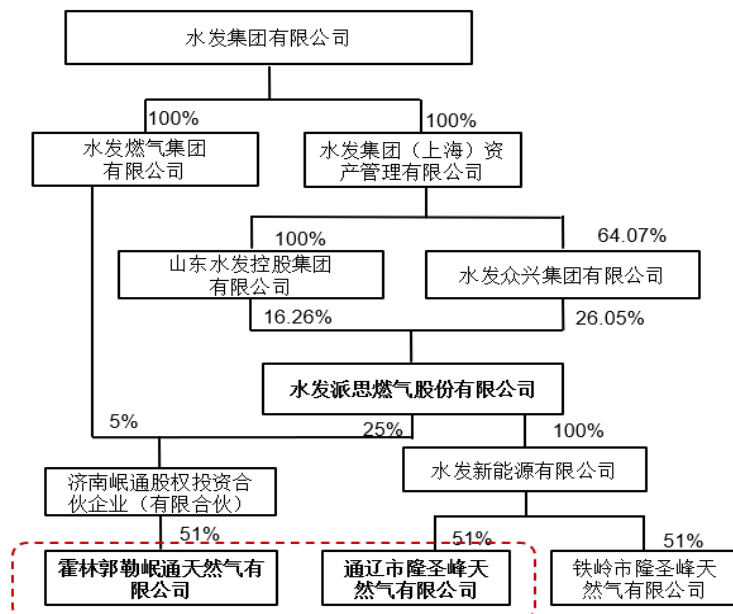 水发集团有限公司
100%
100%
水发燃气集团
有限公司
水发集团（上海）资
产管理有限公司
100%
64.07%
山东水发控股集团
有限公司
水发众兴集团有限公司
16.26%
26.05%
水发派思燃气股份有限公司
5%
25%
100%
济南岷通股权投资合
伙企业（有限合伙）
水发新能源有限公司
51%
51%
51%
霍林郭勒岷通天然气有
限公司
通辽市隆圣峰天
然气有限公司
铁岭市隆圣峰天
然气有限公司